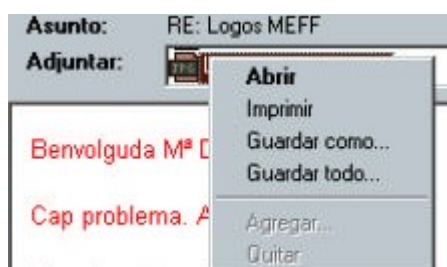 Asunto: RE: Logos MEFF
Adjuntar:
Abrir
Imprimir
Guardar como...
Guardar todo...
Agregar...
Quitar
Benvolguda Mª D
Cap problema. A